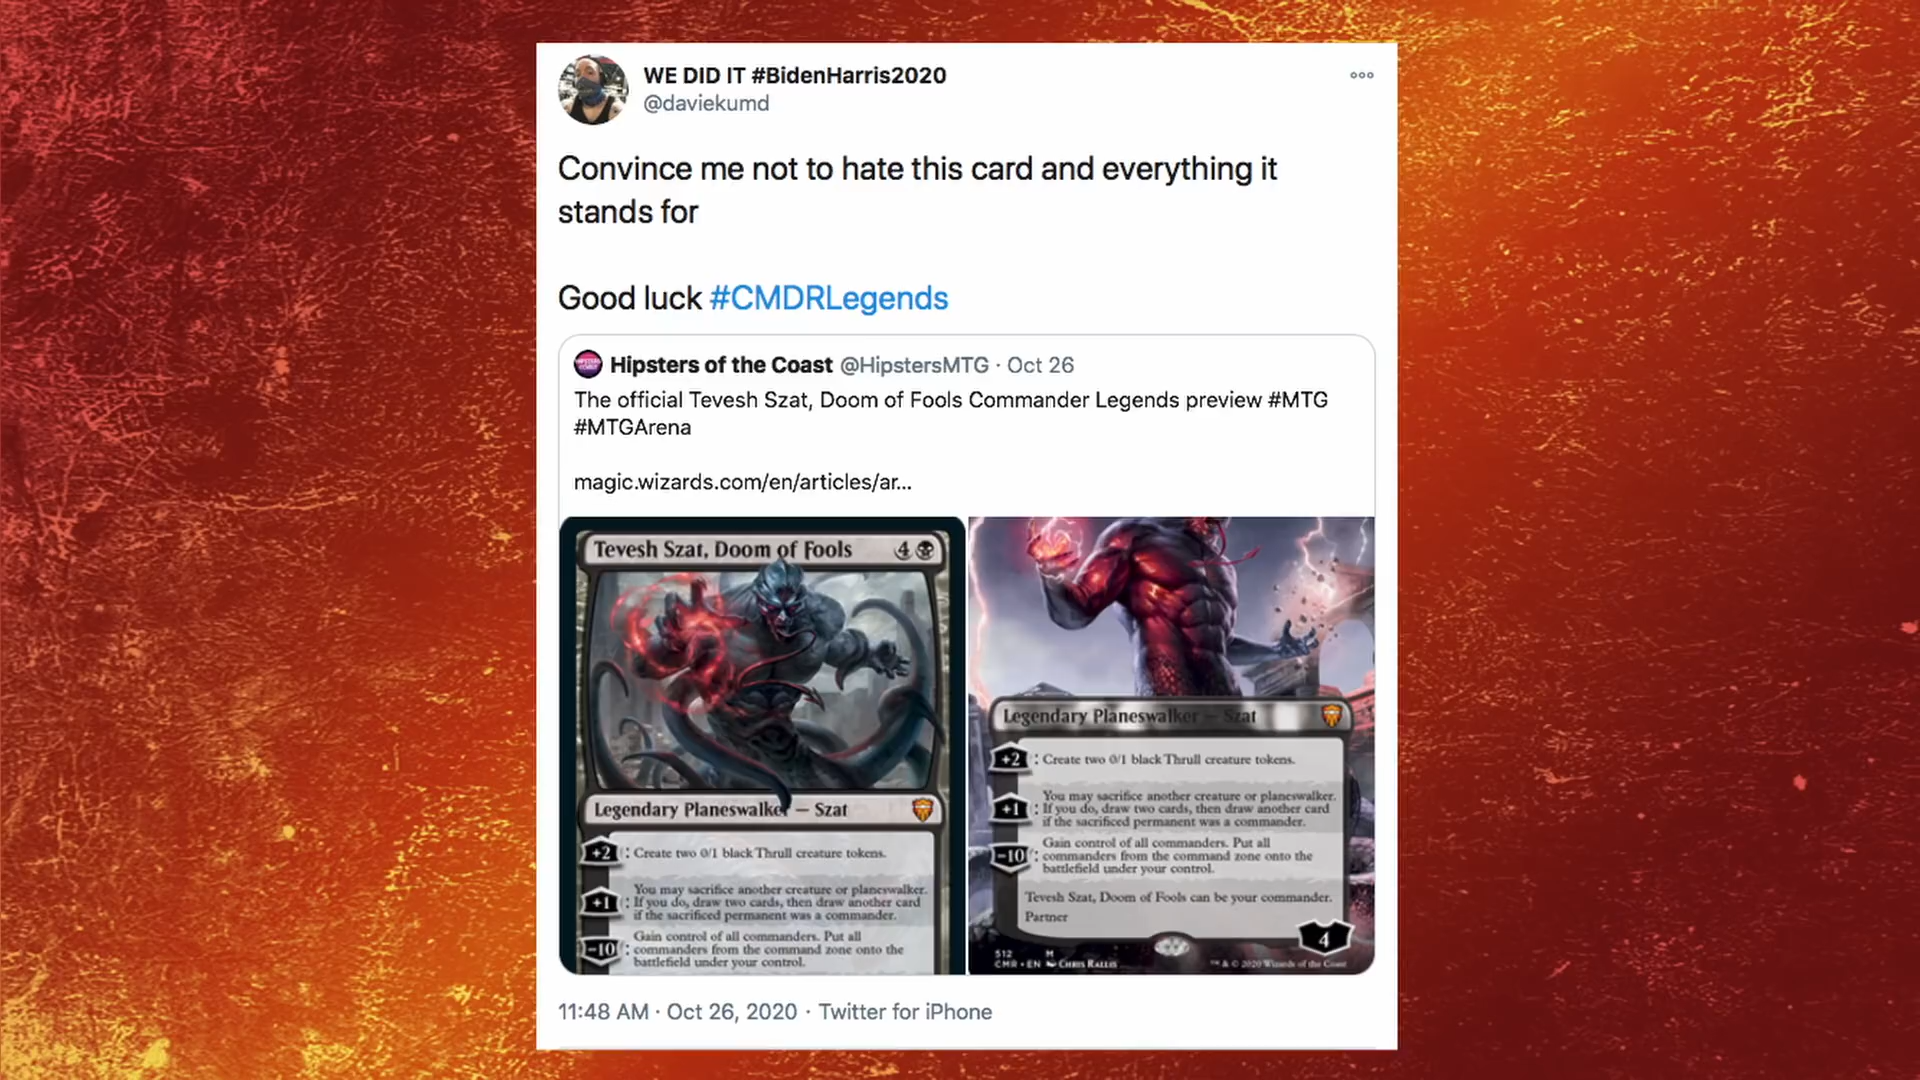 WE DID IT #BidenHarris2020
@daviekumd
Convince me not to hate this card and everything it
stands for
Good luck #CMDRLegends
Hipsters of the Coast @HipstersMTG · Oct 26
The official Tevesh Szat, Doom of Fools Commander Legends preview #MTG
#MTGArena
magic.wizards.com/en/articles/ar...
Tevesh Szat, Doom of Fools 4
Legendary Planeswalker — Szat
+2 : Create two 0/1 black Thrull creature tokens.
You may sacrifice another creature or planeswalker.
+1 : If you do, draw two cards, then draw another card
if the sacrificed permanent was a commander.
Gain control of all commanders. Put all
-10 : commanders from the command zone onto the
battlefield under your control.
Legendary Planeswalker — Szat
+2 : Create two 0/1 black Thrull creature tokens.
You may sacrifice another creature or planeswalker.
+1 : If you do, draw two cards, then draw another card
if the sacrificed permanent was a commander.
Gain control of all commanders. Put all
-10 : commanders from the command zone onto the
battlefield under your control.
Tevesh Szat, Doom of Fools can be your commander.
Partner
4
512 M
CMR • EN Chris Rallis ™ & © 2020 Wizards of the Coast
11:48 AM · Oct 26, 2020 · Twitter for iPhone